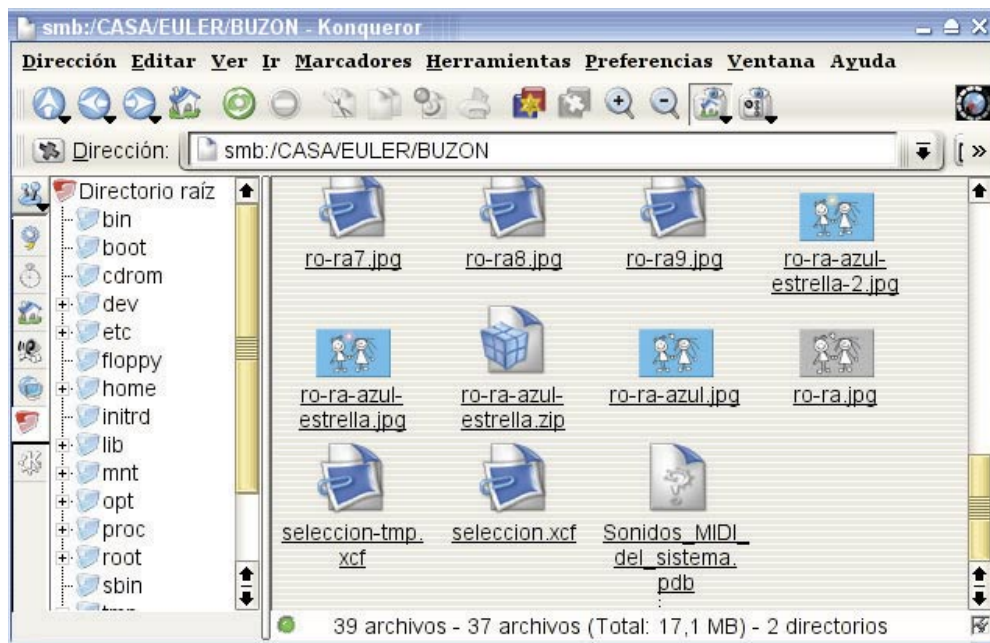 smb:/CASA/EULER/BUZON - Konqueror
Dirección Editar Ver Ir Marcadores Herramientas Preferencias Ventana Ayuda
Dirección: smb:/CASA/EULER/BUZON
Directorio raíz
bin
boot
cdrom
dev
etc
floppy
home
initrd
lib
mnt
opt
proc
root
sbin
ro-ra7.jpg
ro-ra8.jpg
ro-ra9.jpg
ro-ra-azul-
estrella-2.jpg
ro-ra-azul-
estrella.jpg
ro-ra-azul-
estrella.zip
ro-ra-azul.jpg
ro-ra.jpg
seleccion-tmp.
xcf
seleccion.xcf
Sonidos_MIDI_
del_sistema.
pdb
39 archivos - 37 archivos (Total: 17,1 MB) - 2 directorios